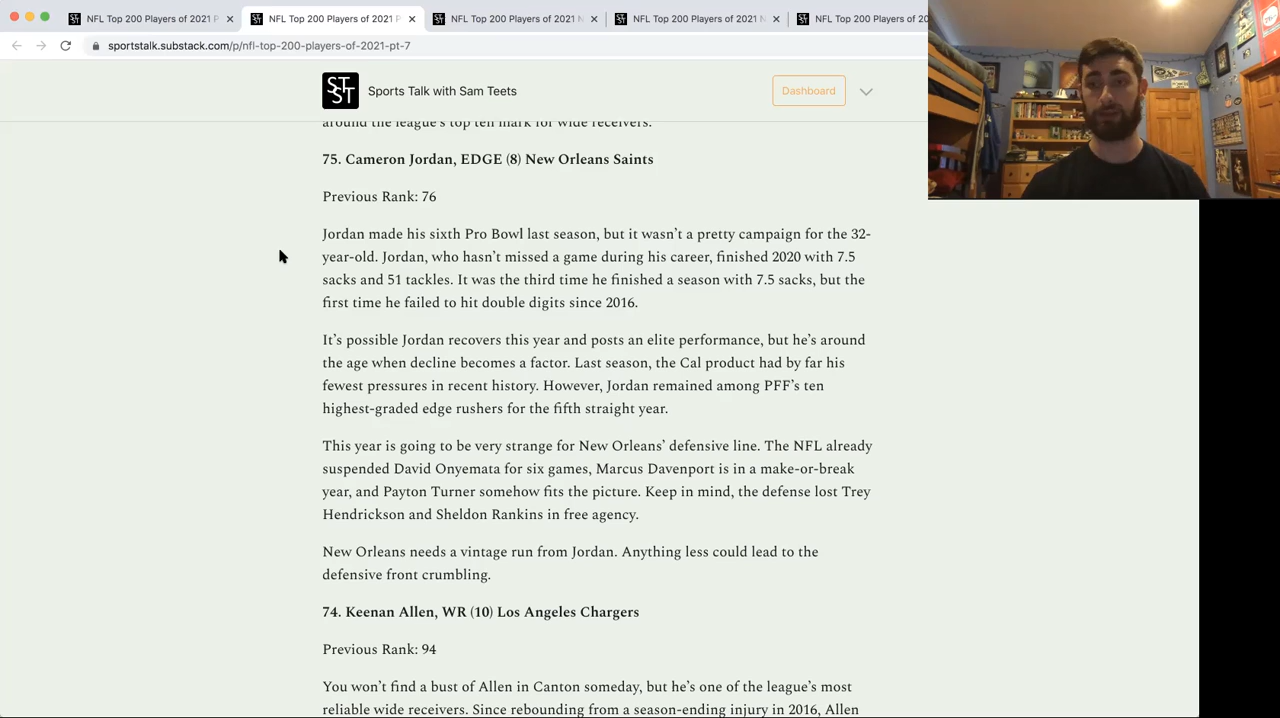 NFL Top 200 Players of 2021 P
NFL Top 200 Players of 2021 P
NFL Top 200 Players of 2021 N
NFL Top 200 Players of 2021 N
NFL Top 200 Players of 20
sportstalk.substack.com/p/nfl-top-200-players-of-2021-pt-7
ST
ST
Sports Talk with Sam Teets
Dashboard
around the league's top ten mark for wide receivers.
75. Cameron Jordan, EDGE (8) New Orleans Saints
Previous Rank: 76
Jordan made his sixth Pro Bowl last season, but it wasn't a pretty campaign for the 32-
year-old. Jordan, who hasn't missed a game during his career, finished 2020 with 7.5
sacks and 51 tackles. It was the third time he finished a season with 7.5 sacks, but the
first time he failed to hit double digits since 2016.
It's possible Jordan recovers this year and posts an elite performance, but he's around
the age when decline becomes a factor. Last season, the Cal product had by far his
fewest pressures in recent history. However, Jordan remained among PFF's ten
highest-graded edge rushers for the fifth straight year.
This year is going to be very strange for New Orleans' defensive line. The NFL already
suspended David Onyemata for six games, Marcus Davenport is in a make-or-break
year, and Payton Turner somehow fits the picture. Keep in mind, the defense lost Trey
Hendrickson and Sheldon Rankins in free agency.
New Orleans needs a vintage run from Jordan. Anything less could lead to the
defensive front crumbling.
74. Keenan Allen, WR (10) Los Angeles Chargers
Previous Rank: 94
You won't find a bust of Allen in Canton someday, but he's one of the league's most
reliable wide receivers. Since rebounding from a season-ending injury in 2016, Allen